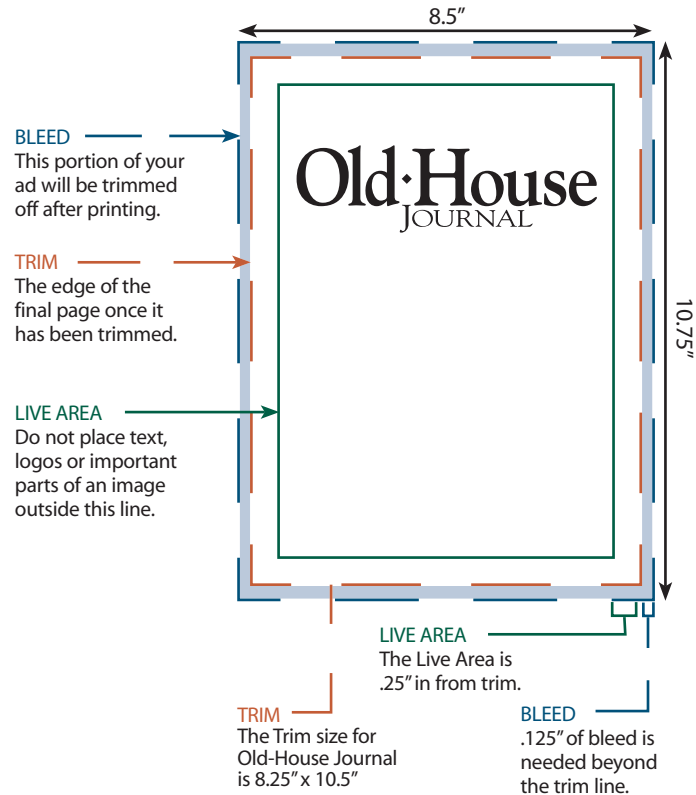 8.5”
BLEED
This portion of your
ad will be trimmed
off after printing.
Old·House
JOURNAL
TRIM
The edge of the
final page once it
has been trimmed.
10.75”
LIVE AREA
Do not place text,
logos or important
parts of an image
outside this line.
LIVE AREA
The Live Area is
.25” in from trim.
TRIM
The Trim size for
Old-House Journal
is 8.25” x 10.5”
BLEED
.125” of bleed is
needed beyond
the trim line.